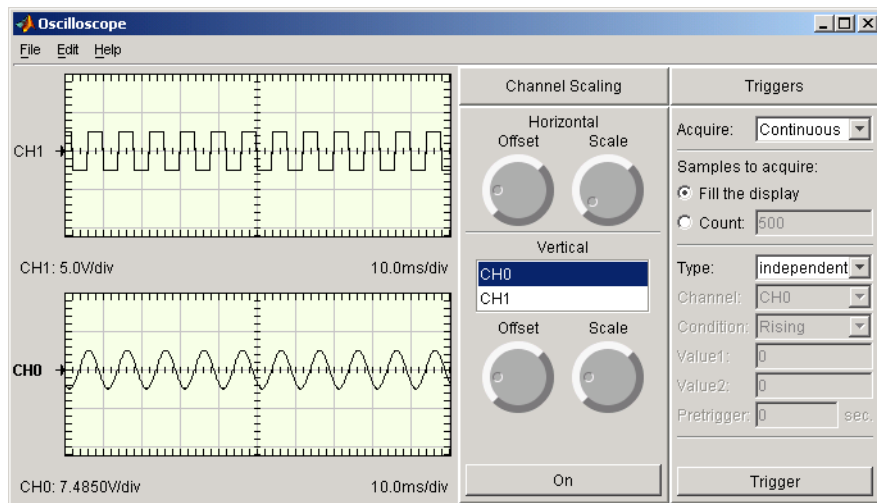 Oscilloscope
File Edit Help
CH1
CH1: 5.0V/div 10.0ms/div
CH0
CH0: 7.4850V/div 10.0ms/div
Channel Scaling
Horizontal
Offset Scale
Vertical
CH0
CH1
Offset Scale
On
Triggers
Acquire: Continuous
Samples to acquire:
Fill the display
Count: 500
Type: independent
Channel: CH0
Condition: Rising
Value1: 0
Value2: 0
Pretrigger: 0 sec.
Trigger